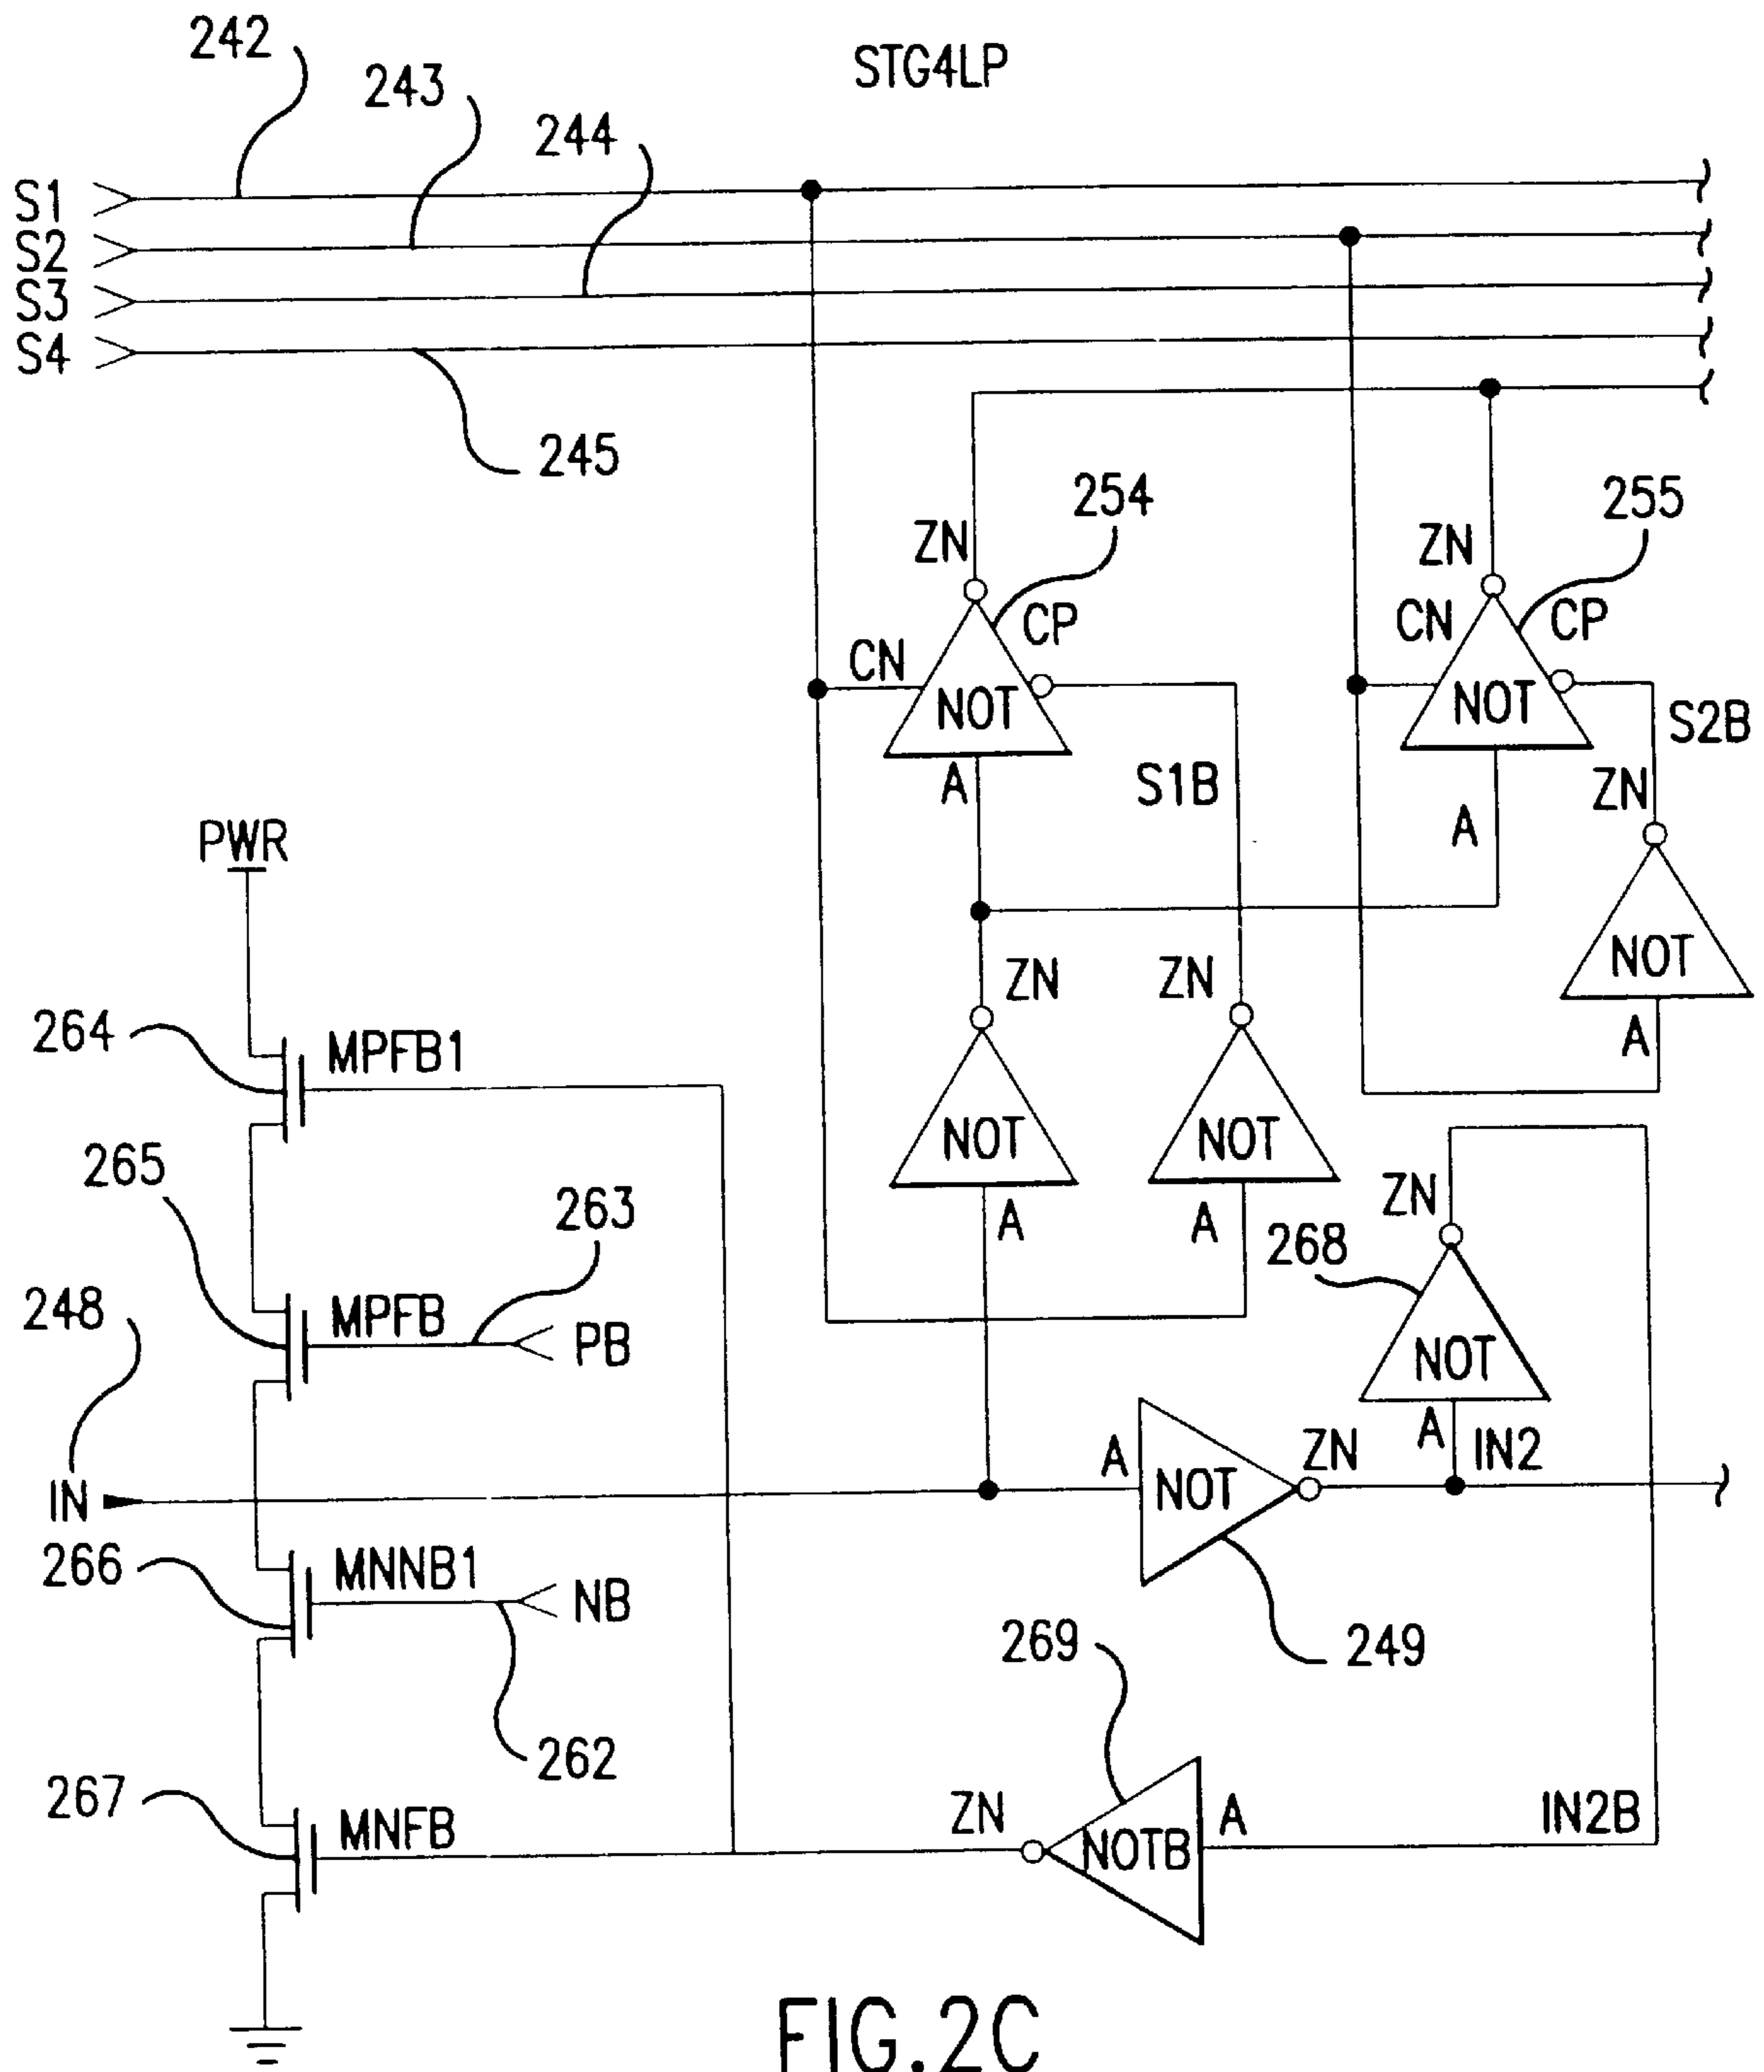 242
STG4LP
243
244
S1
S2
S3
S4
245
254
255
ZN
ZN
CP
CN
CP
CN
NOT
NOT
S2B
A
S1B
ZN
A
PWR
NOT
ZN
ZN
A
264
MPFB1
NOT
NOT
265
263
ZN
A
A
268
248
MPFB
PB
NOT
A
ZN
A
IN2
IN
NOT
266
MNNB1
NB
269
249
262
267
ZN
A
IN2B
MNFB
NOTB
FIG.2C